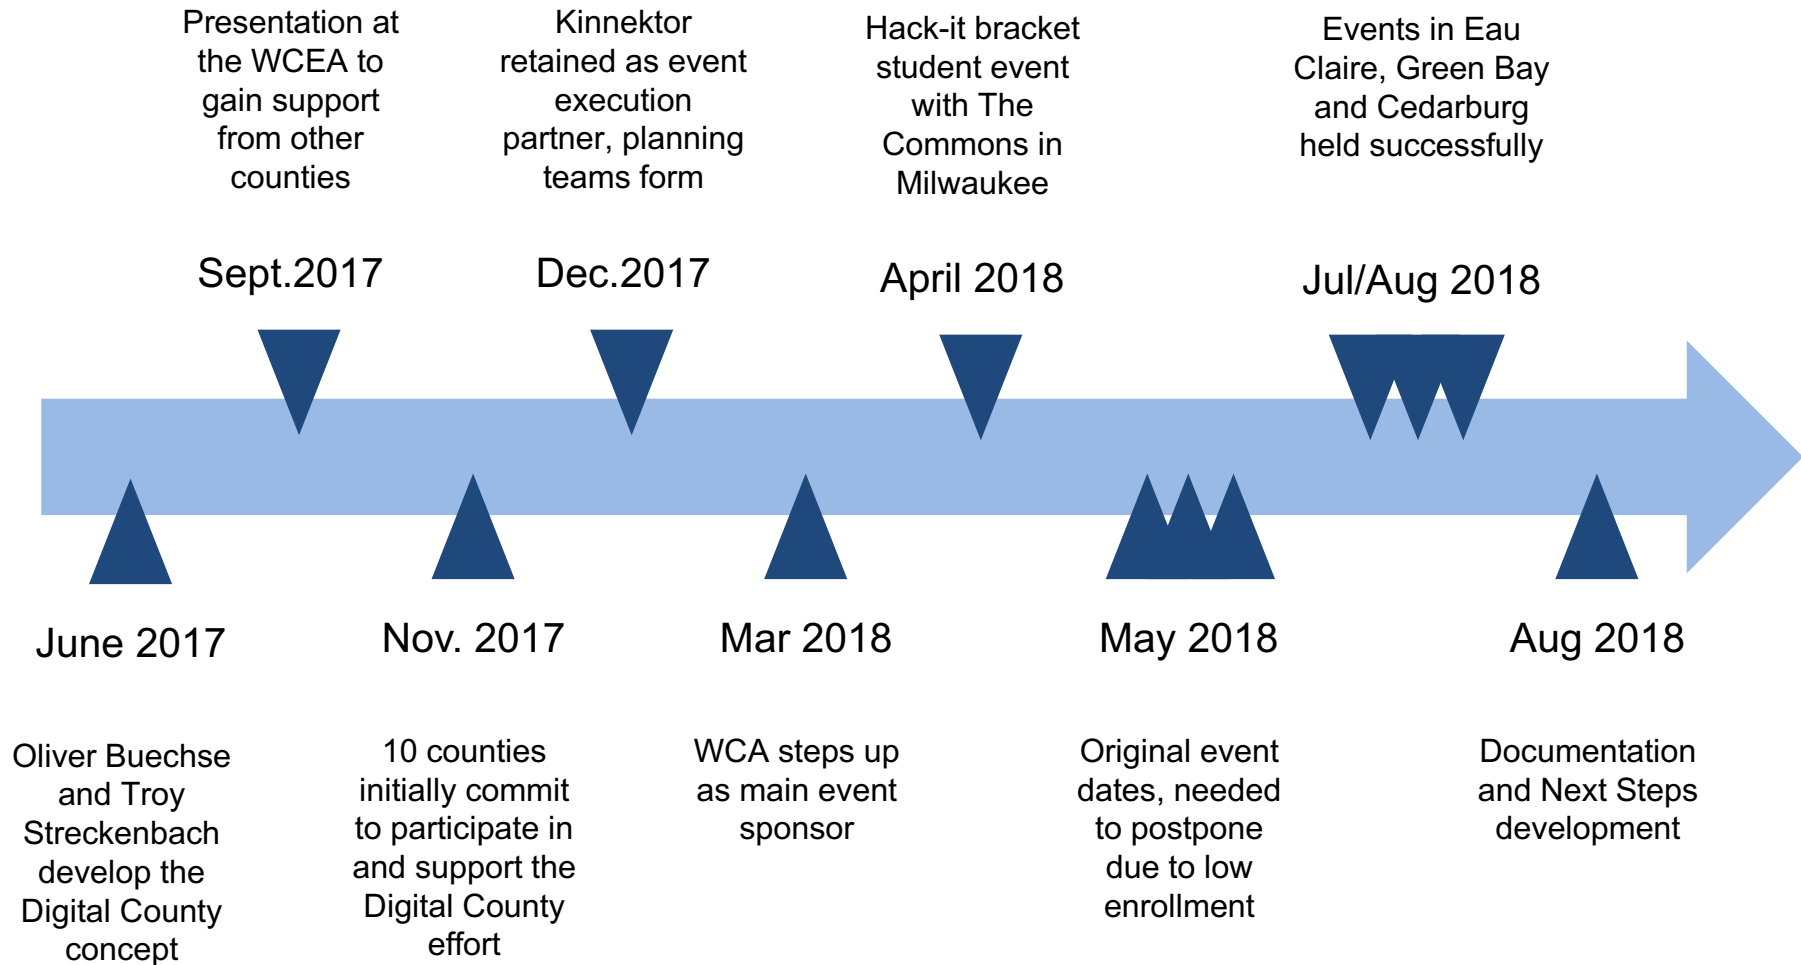 Presentation at
the WCEA to
gain support
from other
counties
Kinnektor
retained as event
execution
partner, planning
teams form
Hack-it bracket
student event
with The
Commons in
Milwaukee
Events in Eau
Claire, Green Bay
and Cedarburg
held successfully
Sept.2017
Dec.2017
April 2018
Jul/Aug 2018
June 2017
Nov. 2017
Mar 2018
May 2018
Aug 2018
Oliver Buechse
and Troy
Streckenbach
develop the
Digital County
concept
10 counties
initially commit
to participate in
and support the
Digital County
effort
WCA steps up
as main event
sponsor
Original event
dates, needed
to postpone
due to low
enrollment
Documentation
and Next Steps
development